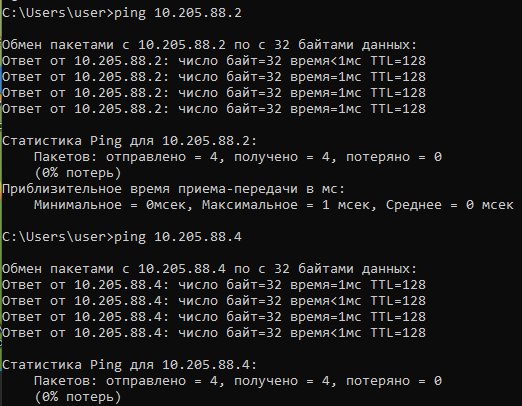 C:\Users\user>ping 10.205.88.2
Обмен пакетами с 10.205.88.2 по с 32 байтами данных:
Ответ от 10.205.88.2: число байт=32 время<1мс TTL=128
Ответ от 10.205.88.2: число байт=32 время=1мс TTL=128
Ответ от 10.205.88.2: число байт=32 время=1мс TTL=128
Ответ от 10.205.88.2: число байт=32 время=1мс TTL=128
Статистика Ping для 10.205.88.2:
Пакетов: отправлено = 4, получено = 4, потеряно = 0
(0% потерь)
Приблизительное время приема-передачи в мс:
Минимальное = 0мсек, Максимальное = 1 мсек, Среднее = 0 мсек
C:\Users\user>ping 10.205.88.4
Обмен пакетами с 10.205.88.4 по с 32 байтами данных:
Ответ от 10.205.88.4: число байт=32 время=1мс TTL=128
Ответ от 10.205.88.4: число байт=32 время<1мс TTL=128
Ответ от 10.205.88.4: число байт=32 время=1мс TTL=128
Ответ от 10.205.88.4: число байт=32 время<1мс TTL=128
Статистика Ping для 10.205.88.4:
Пакетов: отправлено = 4, получено = 4, потеряно = 0
(0% потерь)